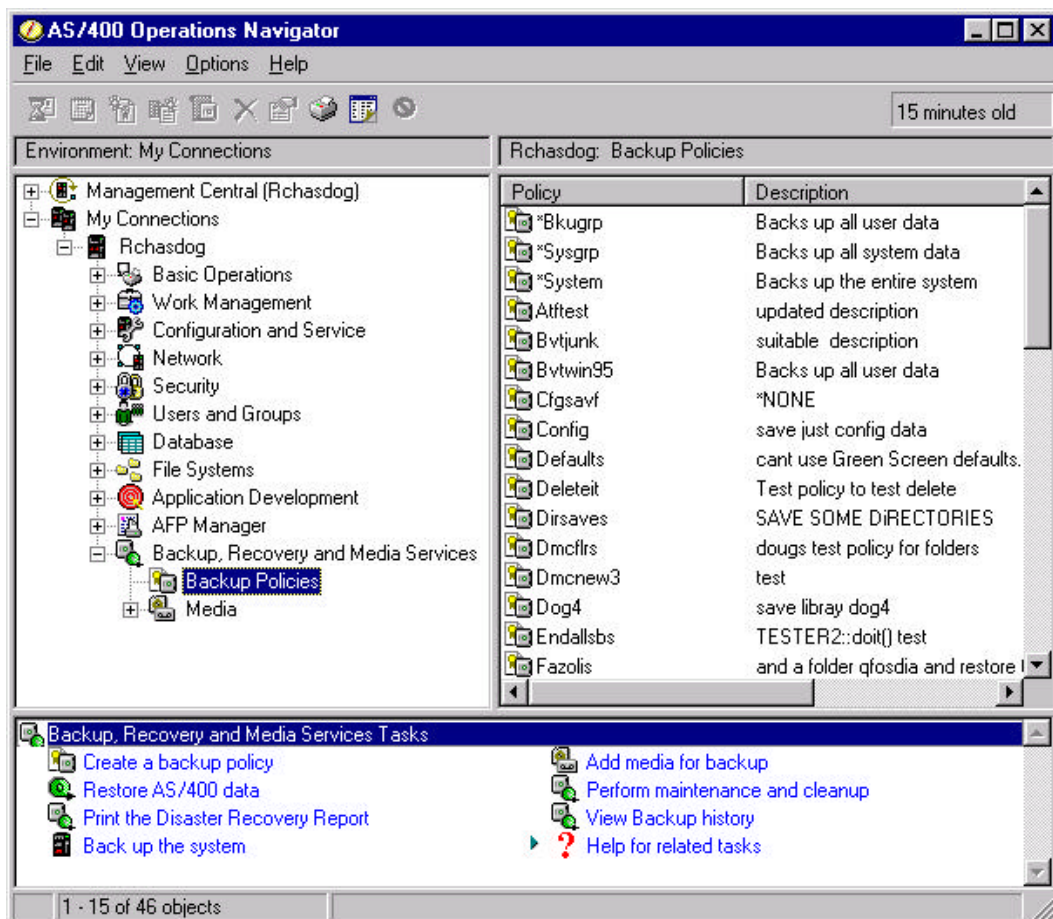 AS/400 Operations Navigator
File Edit View Options Help
15 minutes old
Environment: My Connections
Rchasdog: Backup Policies
Management Central (Rchasdog)
My Connections
Rchasdog
Basic Operations
Work Management
Configuration and Service
Network
Security
Users and Groups
Database
File Systems
Application Development
AFP Manager
Backup, Recovery and Media Services
Backup Policies
Media
Policy Description
*Bkugrp Backs up all user data
*Sysgrp Backs up all system data
*System Backs up the entire system
Atftest updated description
Bvtjunk suitable description
Bvtwin95 Backs up all user data
Cfgsavf *NONE
Config save just config data
Defaults cant use Green Screen defaults.
Deleteit Test policy to test delete
Dirsaves SAVE SOME DiRECTORIES
Dmcflrs dougs test policy for folders
Dmcnew3 test
Dog4 save libray dog4
Endallsbs TESTER2::doit() test
Fazolis and a folder qfosdia and restore
Backup, Recovery and Media Services Tasks
Create a backup policy
Restore AS/400 data
Print the Disaster Recovery Report
Back up the system
Add media for backup
Perform maintenance and cleanup
View Backup history
? Help for related tasks
1 - 15 of 46 objects